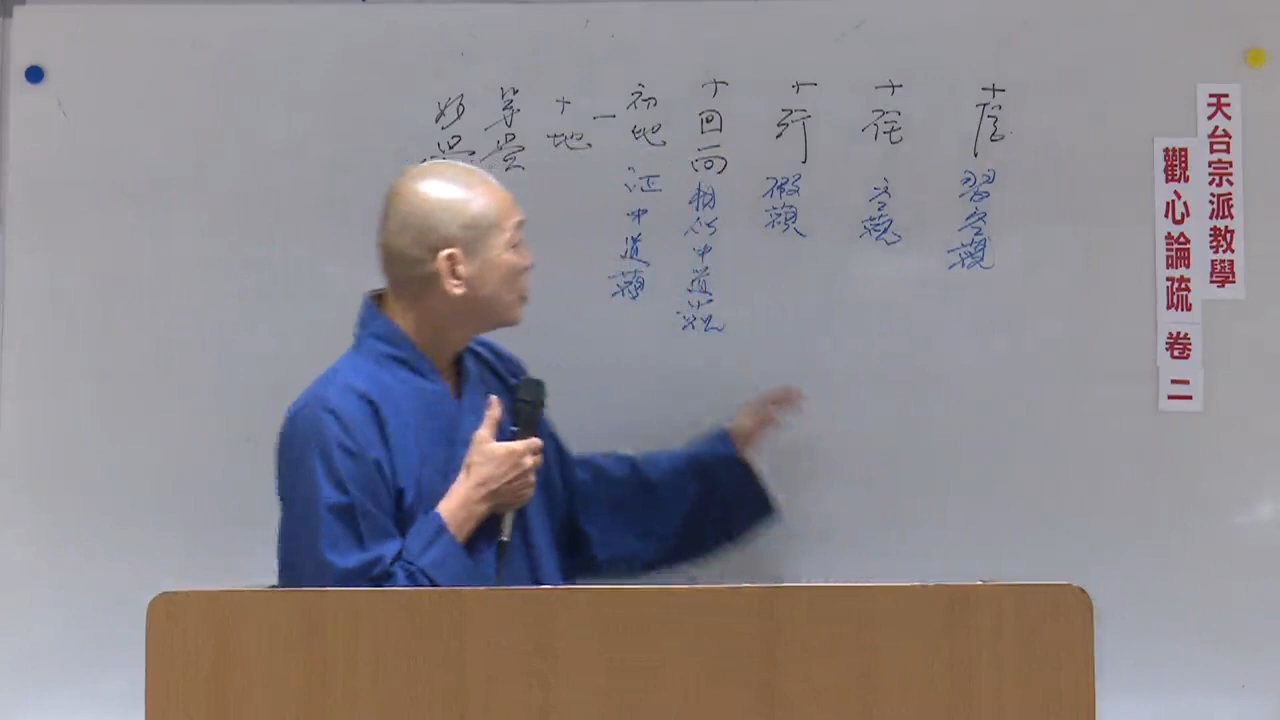 天台宗派教學
觀心論疏 卷二
十信 習空觀
十住 空觀
十行 假觀
十回向 相似中道觀
初地 証中道觀
一
十地
等覺
妙覺